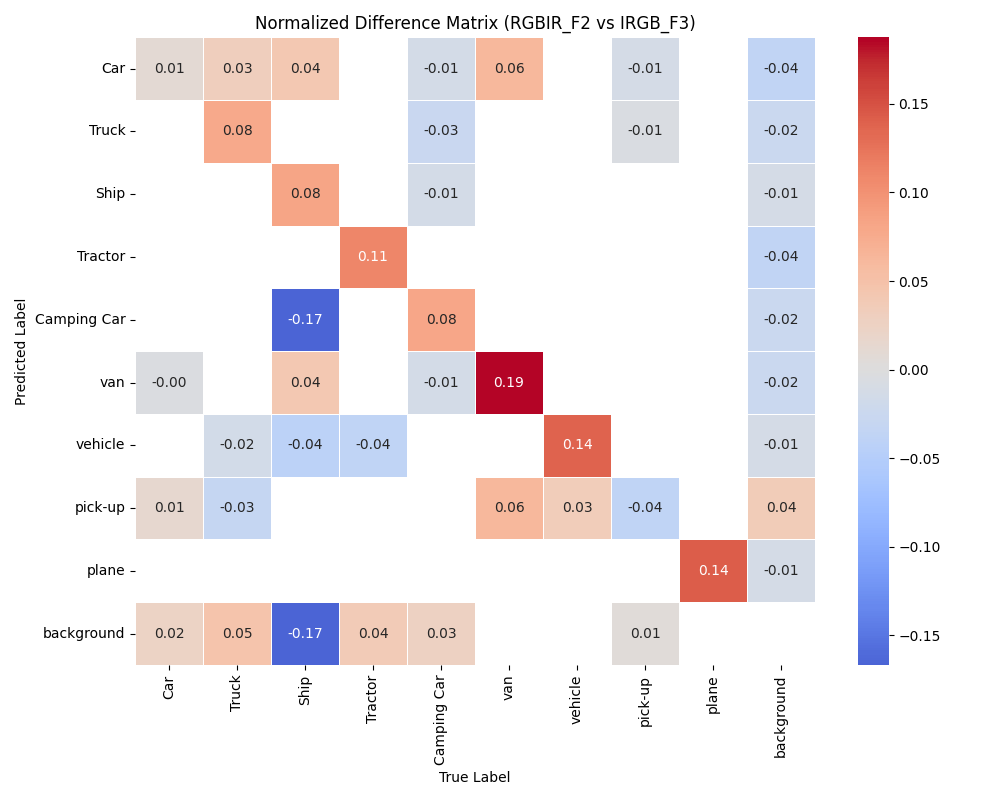 Normalized Difference Matrix (RGBIR_F2 vs IRGB_F3)
Predicted Label
Car 0.01 0.03 0.04 -0.01 0.06 -0.01 -0.04
Truck 0.08 -0.03 -0.01 -0.02
Ship 0.08 -0.01 -0.01
Tractor 0.11 -0.04
Camping Car -0.17 0.08 -0.02
van -0.00 0.04 -0.01 0.19 -0.02
vehicle -0.02 -0.04 -0.04 0.14 -0.01
pick-up 0.01 -0.03 0.06 0.03 -0.04 0.04
plane 0.14 -0.01
background 0.02 0.05 -0.17 0.04 0.03 0.01
Car Truck Ship Tractor Camping Car van vehicle pick-up plane background
True Label
0.15
0.10
0.05
0.00
−0.05
−0.10
−0.15